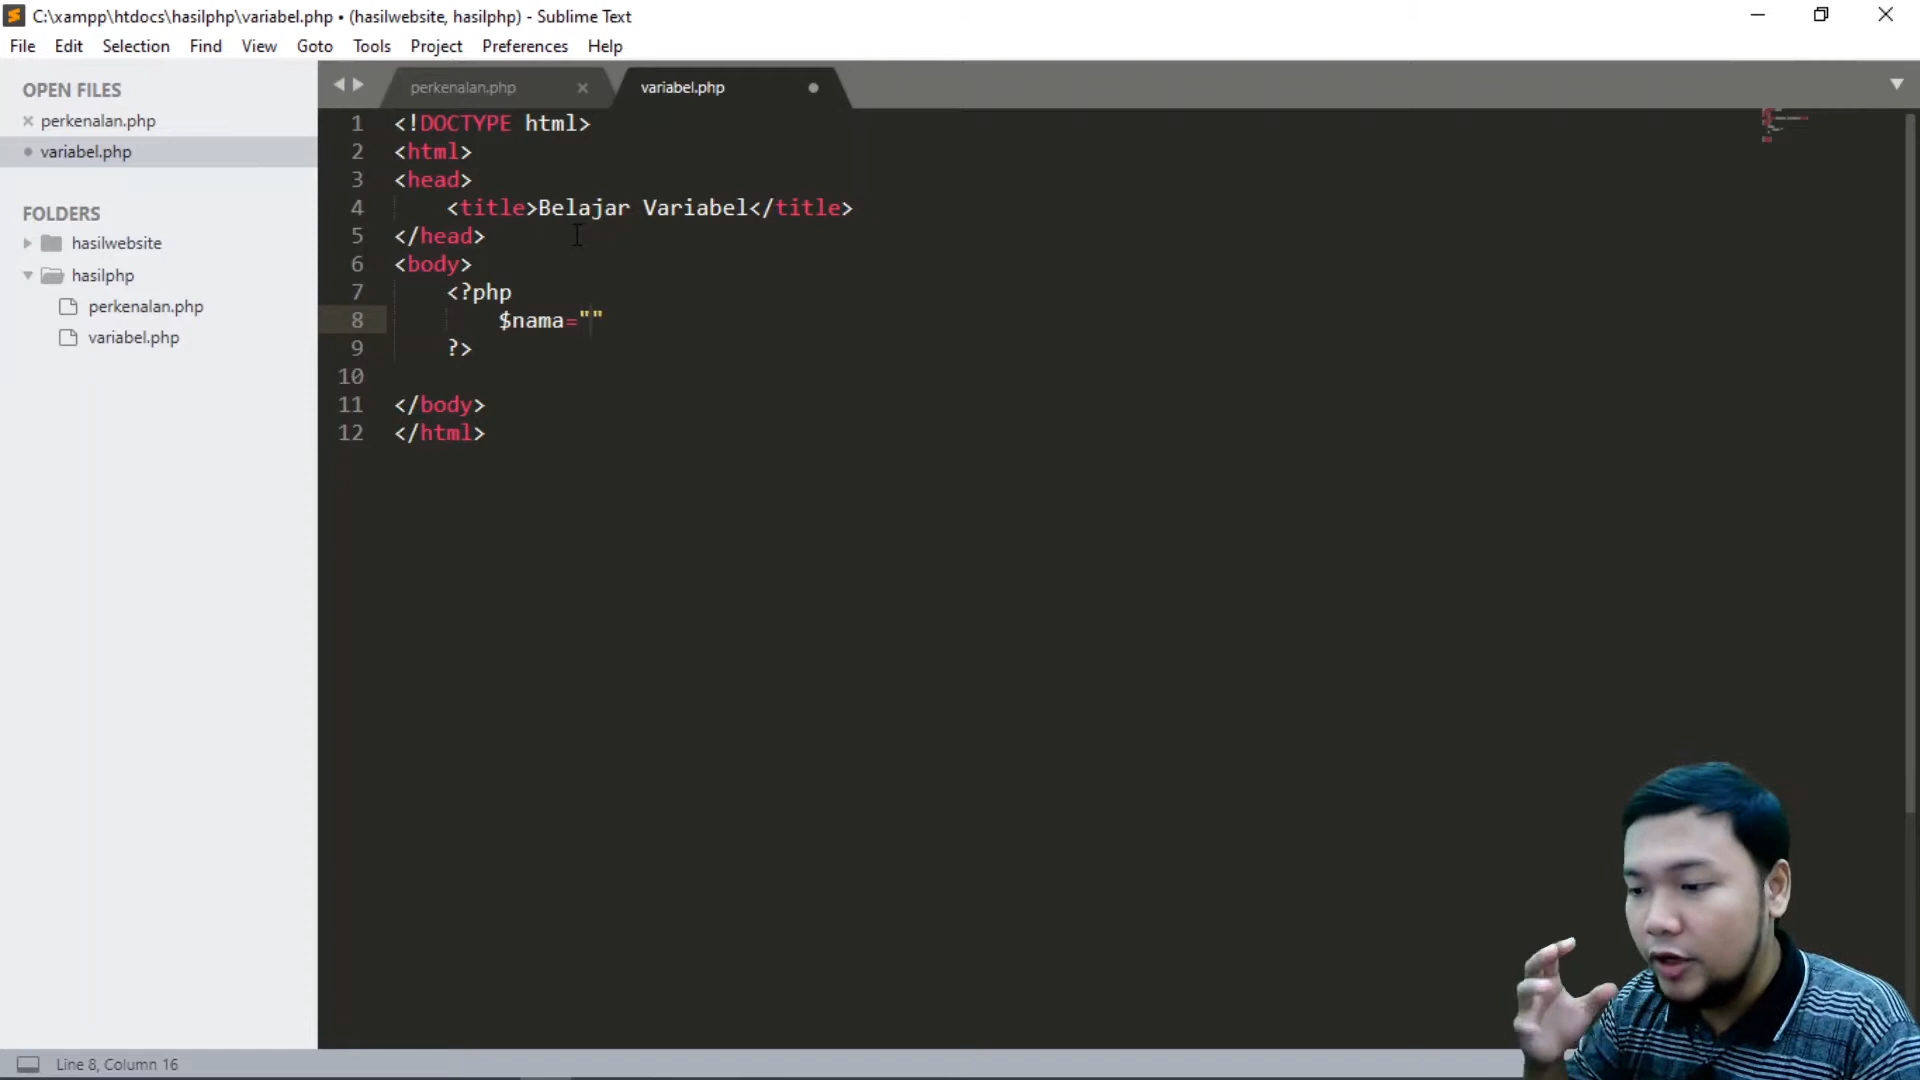 C:\xampp\htdocs\hasilphp\variabel.php • (hasilwebsite, hasilphp) - Sublime Text
File Edit Selection Find View Goto Tools Project Preferences Help
OPEN FILES
perkenalan.php
variabel.php
FOLDERS
hasilwebsite
hasilphp
perkenalan.php
variabel.php
perkenalan.php variabel.php
1 <!DOCTYPE html>
2 <html>
3 <head>
4 <title>Belajar Variabel</title>
5 </head>
6 <body>
7 <?php
8 $nama=""
9 ?>
10
11 </body>
12 </html>
Line 8, Column 16